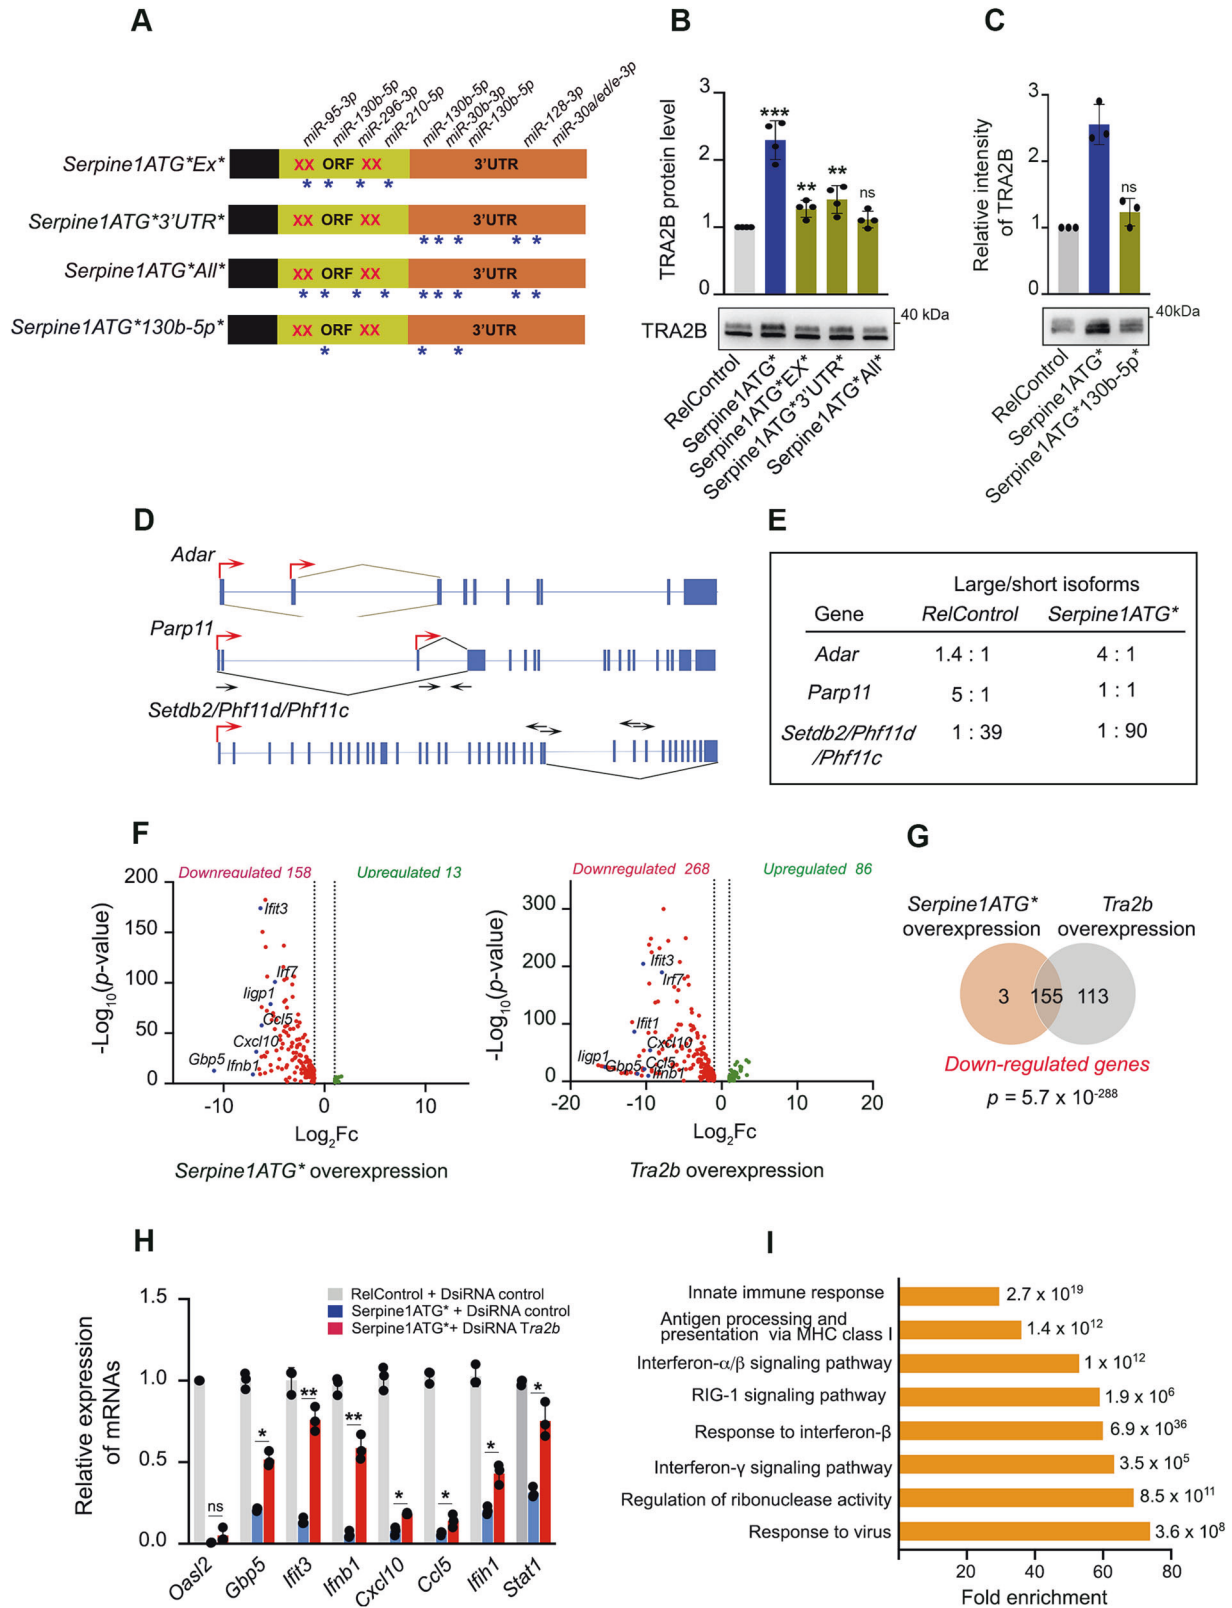 A
miR-95-3p
miR-130b-5p
miR-296-3p
miR-210-5p
miR-130b-5p
miR-30b-3p
miR-130b-5p
miR-128-3p
miR-30a/ed/e-3p
Serpine1ATG*Ex*
XX ORF XX 3'UTR
* * * *
Serpine1ATG*3'UTR*
XX ORF XX 3'UTR
* * * * *
Serpine1ATG*All*
XX ORF XX 3'UTR
* * * * * * * * *
Serpine1ATG*130b-5p*
XX ORF XX 3'UTR
* * *
B
TRA2B protein level
3
2
1
0
***
**
**
ns
TRA2B
40 kDa
RelControl
Serpine1ATG*
Serpine1ATG*EX*
Serpine1ATG*3'UTR*
Serpine1ATG*All*
C
Relative intensity
of TRA2B
3
2
1
0
ns
40kDa
RelControl
Serpine1ATG*
Serpine1ATG*130b-5p*
D
Adar
Parp11
Setdb2/Phf11d/Phf11c
E
Large/short isoforms
Gene RelControl Serpine1ATG*
Adar 1.4 : 1 4 : 1
Parp11 5 : 1 1 : 1
Setdb2/Phf11d
/Phf11c 1 : 39 1 : 90
F
Downregulated 158 Upregulated 13
-Log10(p-value)
200
150
100
50
0
Ifit3
Irf7
Iigp1
Ccl5
Cxcl10
Gbp5
Ifnb1
-10 0 10
Log2Fc
Serpine1ATG* overexpression
Downregulated 268 Upregulated 86
-Log10(p-value)
300
200
100
0
Ifit3
Irf7
Ifit1
Cxcl10
Iigp1
Gbp5
Ccl5
Ifnb1
-20 -10 0 10 20
Log2Fc
Tra2b overexpression
G
Serpine1ATG*
overexpression
Tra2b
overexpression
3 155 113
Down-regulated genes
p = 5.7 x 10-288
H
Relative expression
of mRNAs
1.5
1.0
0.5
0.0
RelControl + DsiRNA control
Serpine1ATG* + DsiRNA control
Serpine1ATG*+ DsiRNA Tra2b
ns
*
**
**
*
*
*
*
Oasl2
Gbp5
Ifit3
Ifnb1
Cxcl10
Ccl5
Ifih1
Stat1
I
Innate immune response 2.7 x 1019
Antigen processing and
presentation via MHC class I 1.4 x 1012
Interferon-α/β signaling pathway 1 x 1012
RIG-1 signaling pathway 1.9 x 106
Response to interferon-β 6.9 x 1036
Interferon-γ signaling pathway 3.5 x 105
Regulation of ribonuclease activity 8.5 x 1011
Response to virus 3.6 x 108
20 40 60 80
Fold enrichment